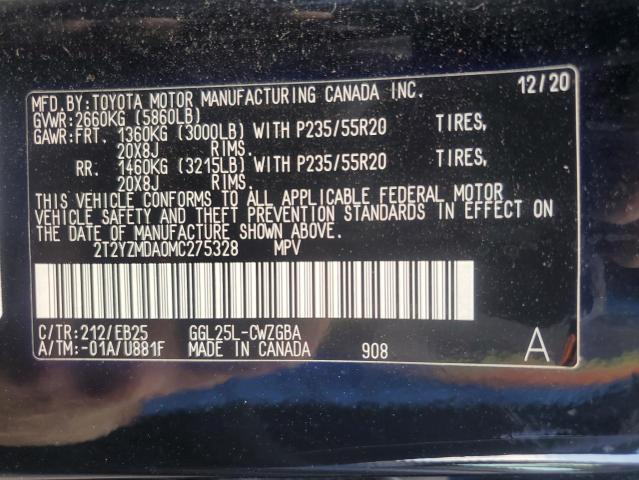 MFD.BY:TOYOTA MOTOR MANUFACTURING CANADA INC. 12/20
GVWR:2660KG (5860LB)
GAWR:FRT. 1360KG (3000LB) WITH P235/55R20 TIRES,
20X8J RIMS.
RR. 1460KG (3215LB) WITH P235/55R20 TIRES,
20X8J RIMS.
THIS VEHICLE CONFORMS TO ALL APPLICABLE FEDERAL MOTOR
VEHICLE SAFETY AND THEFT PREVENTION STANDARDS IN EFFECT ON
THE DATE OF MANUFACTURE SHOWN ABOVE.
2T2YZMDA0MC275328 MPV
C/TR:212/EB25 GGL25L-CWZGBA
A/TM:-01A/U881F MADE IN CANADA 908 A